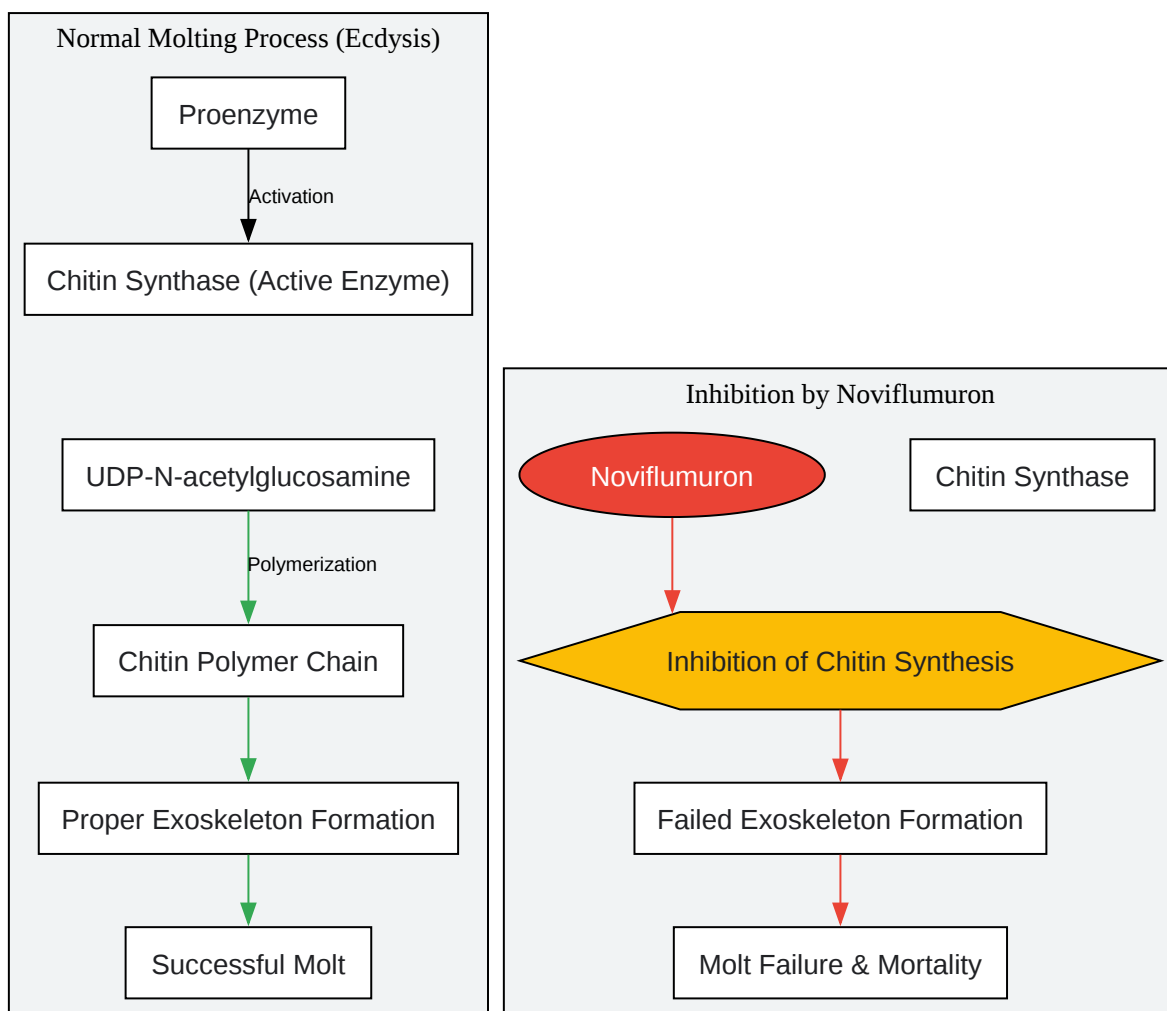 Normal Molting Process (Ecdysis)
Proenzyme
Activation
Chitin Synthase (Active Enzyme)
UDP-N-acetylglucosamine
Polymerization
Chitin Polymer Chain
Proper Exoskeleton Formation
Successful Molt
Inhibition by Noviflumuron
Noviflumuron
Chitin Synthase
Inhibition of Chitin Synthesis
Failed Exoskeleton Formation
Molt Failure & Mortality